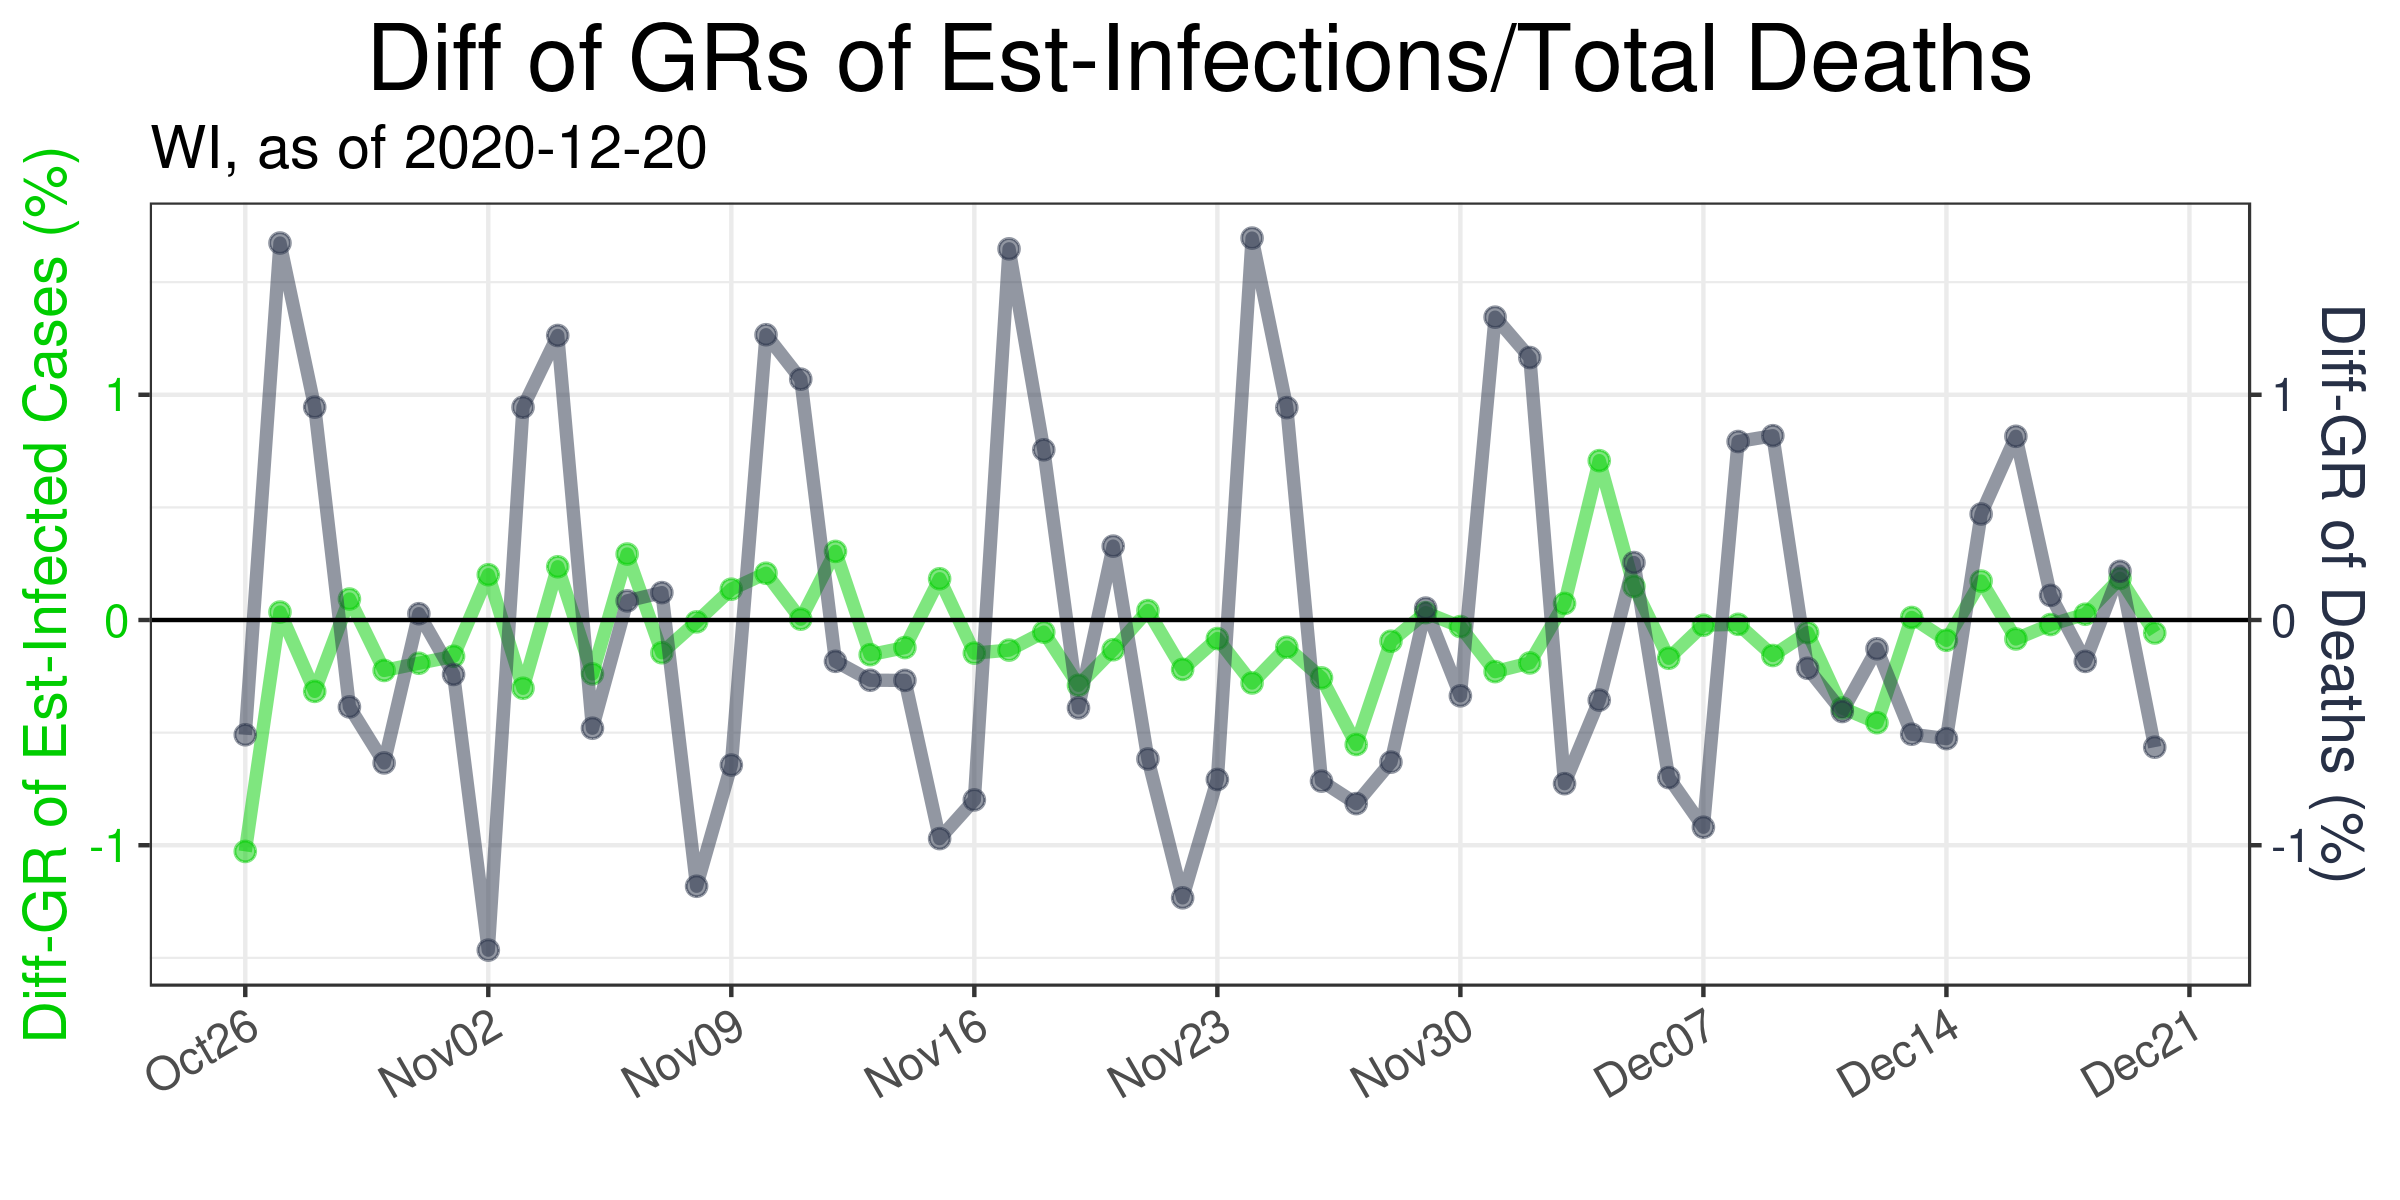 Diff of GRs of Est-Infections/Total Deaths
WI, as of 2020-12-20
Diff-GR of Est-Infected Cases (%)
1
0
-1
1
0
-1
Diff-GR of Deaths (%)
Oct26 Nov02 Nov09 Nov16 Nov23 Nov30 Dec07 Dec14 Dec21